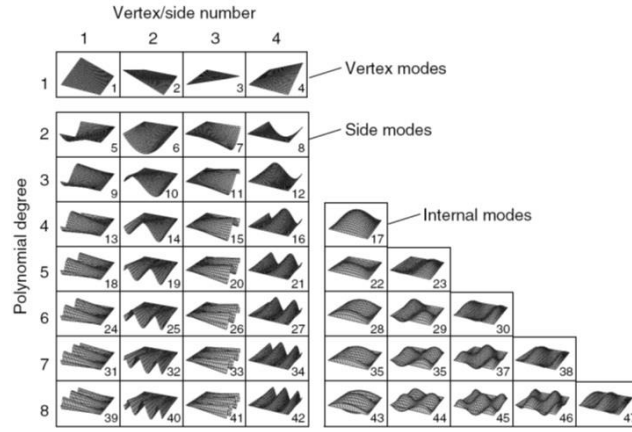 Vertex/side number
1 2 3 4
1 1 2 3 4 Vertex modes
2 5 6 7 8 Side modes
3 9 10 11 12
4 13 14 15 16 17 Internal modes
5 18 19 20 21 22 23
6 24 25 26 27 28 29 30
7 31 32 33 34 35 35 37 38
8 39 40 41 42 43 44 45 46 47
Polynomial degree